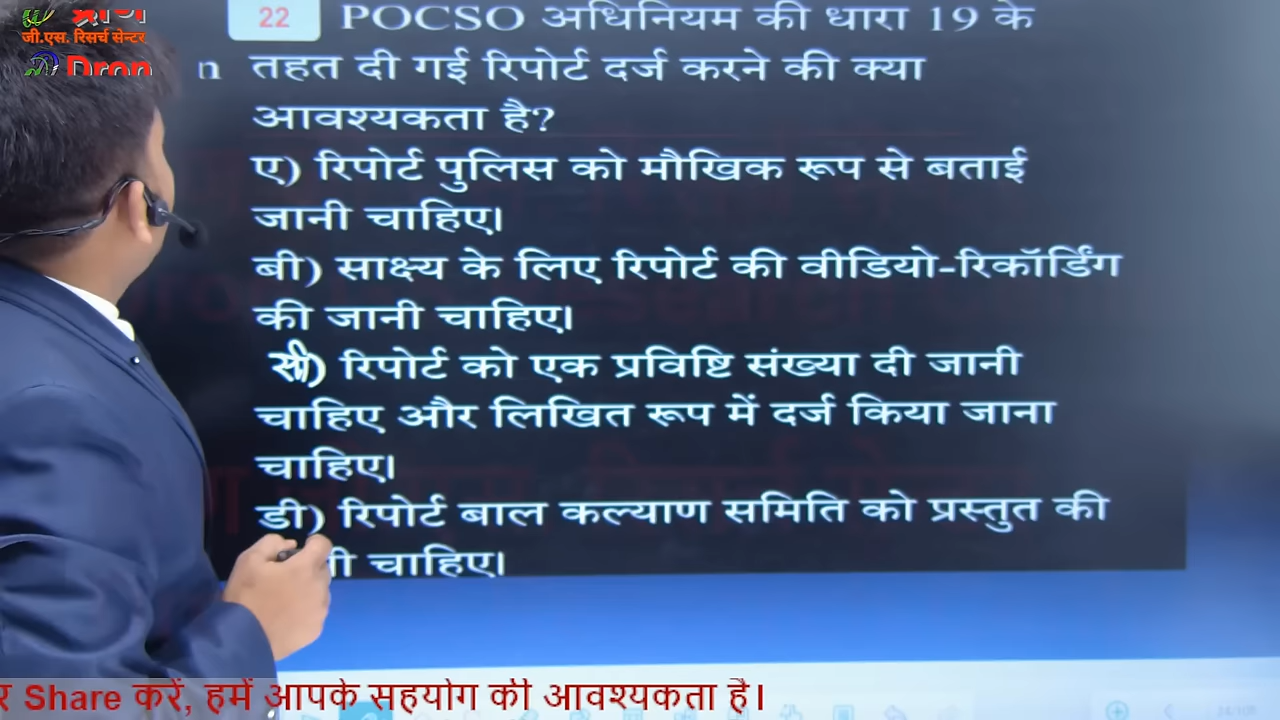 जी.एस. रिसर्च सेन्टर
Dron
22 POCSO अधिनियम की धारा 19 के
n तहत दी गई रिपोर्ट दर्ज करने की क्या
आवश्यकता है?
ए) रिपोर्ट पुलिस को मौखिक रूप से बताई
जानी चाहिए।
बी) साक्ष्य के लिए रिपोर्ट की वीडियो-रिकॉर्डिंग
की जानी चाहिए।
सी) रिपोर्ट को एक प्रविष्टि संख्या दी जानी
चाहिए और लिखित रूप में दर्ज किया जाना
चाहिए।
डी) रिपोर्ट बाल कल्याण समिति को प्रस्तुत की
चाहिए।
र Share करें, हमें आपके सहयोग की आवश्यकता है।